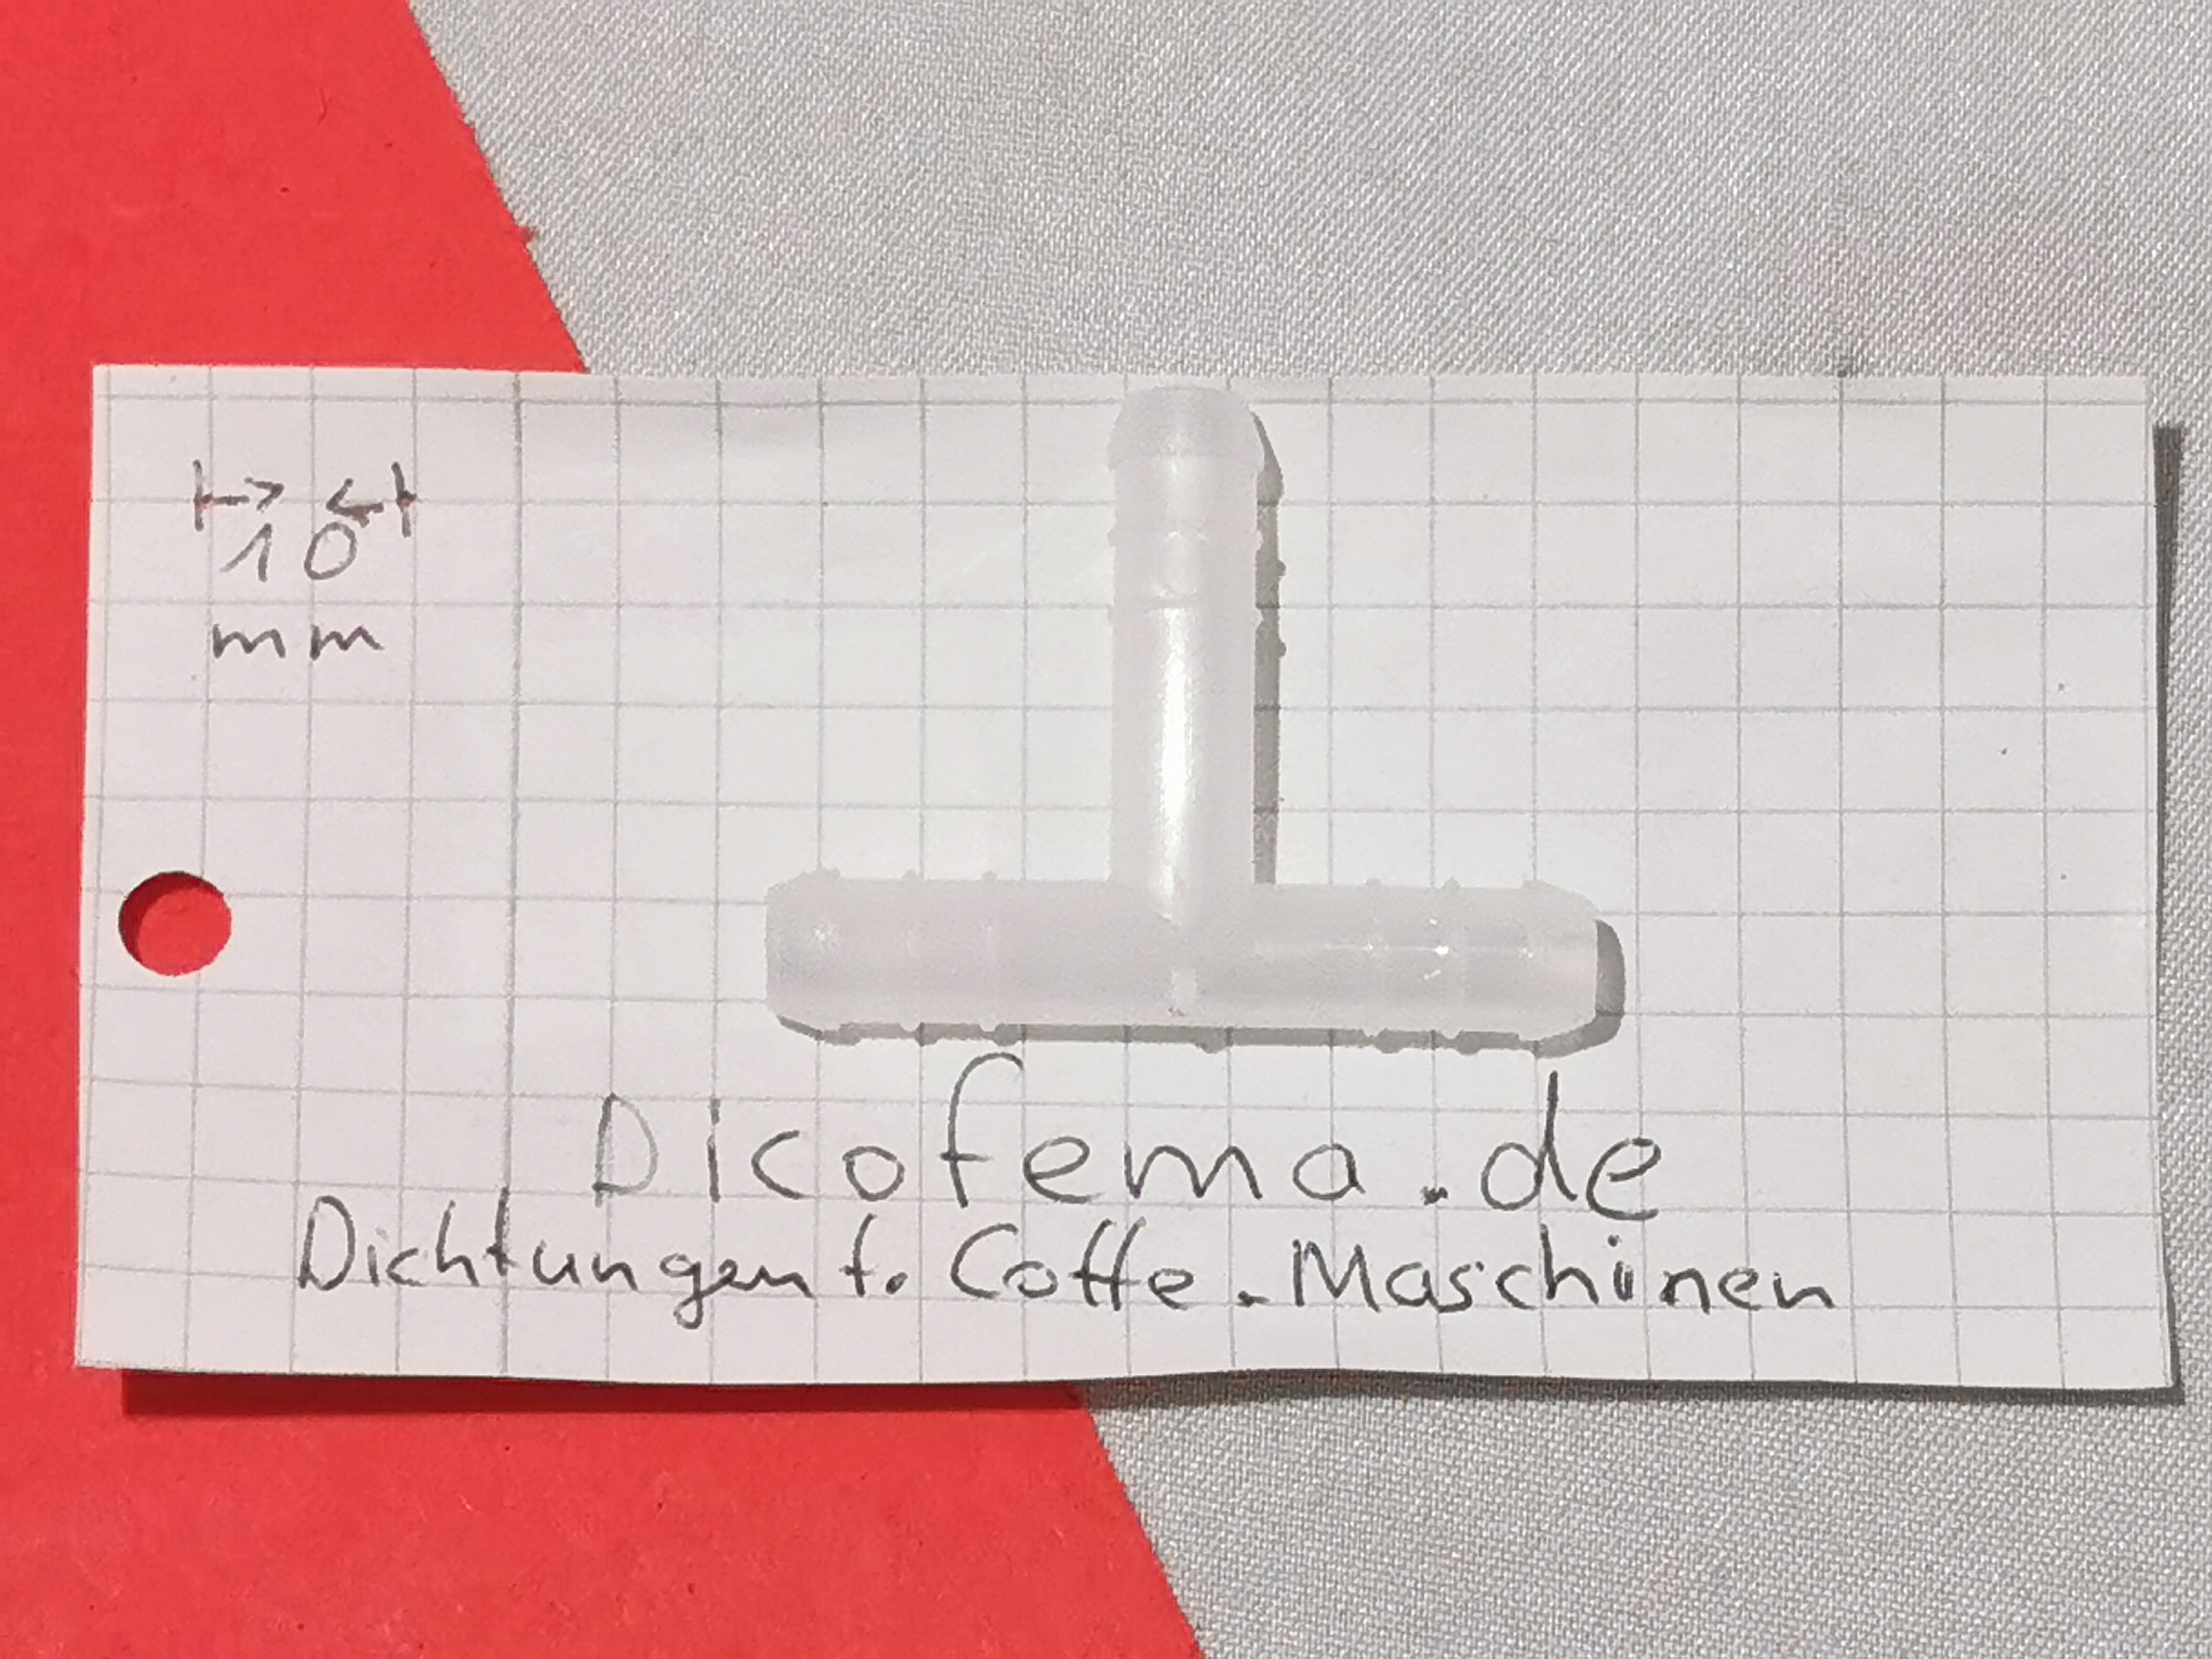 10
mm
Dicofema.de
Dichtungen f. Coffe-Maschinen